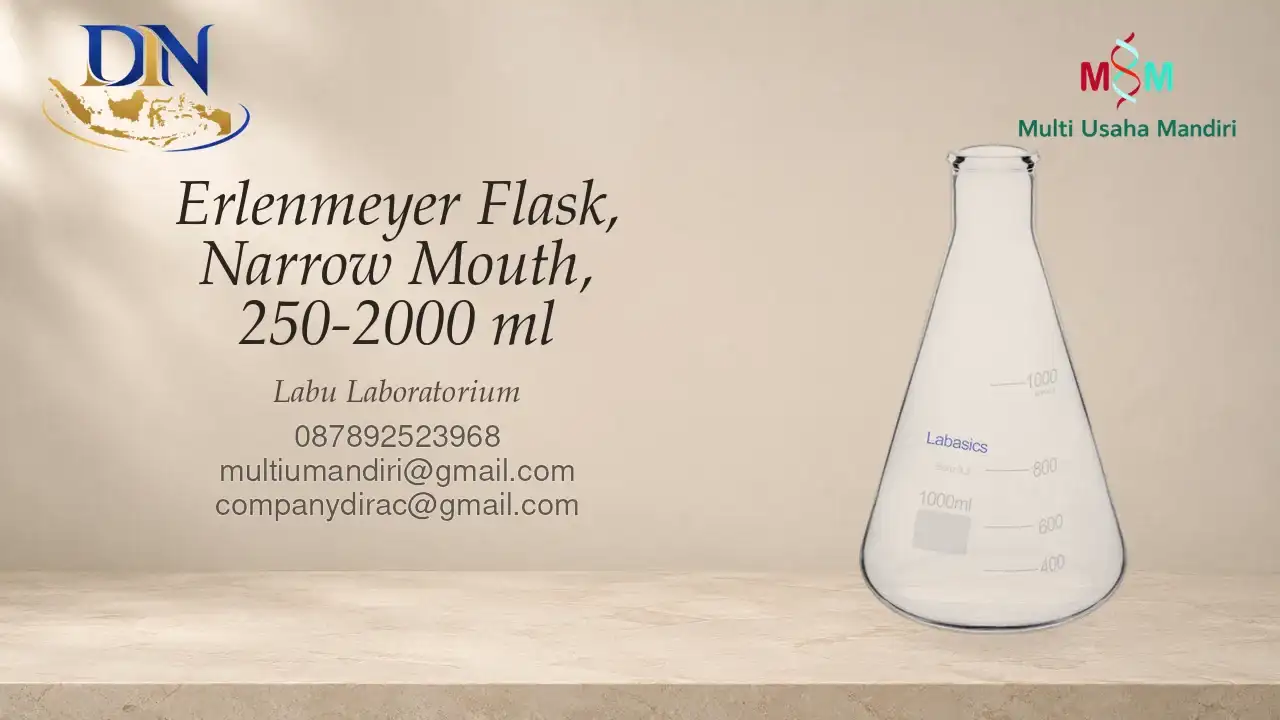 DIN
M M
Multi Usaha Mandiri
Erlenmeyer Flask,
Narrow Mouth,
250-2000 ml
Labu Laboratorium
087892523968
multiumandiri@gmail.com
companydirac@gmail.com
1000
Labasics
800
1000ml
600
400